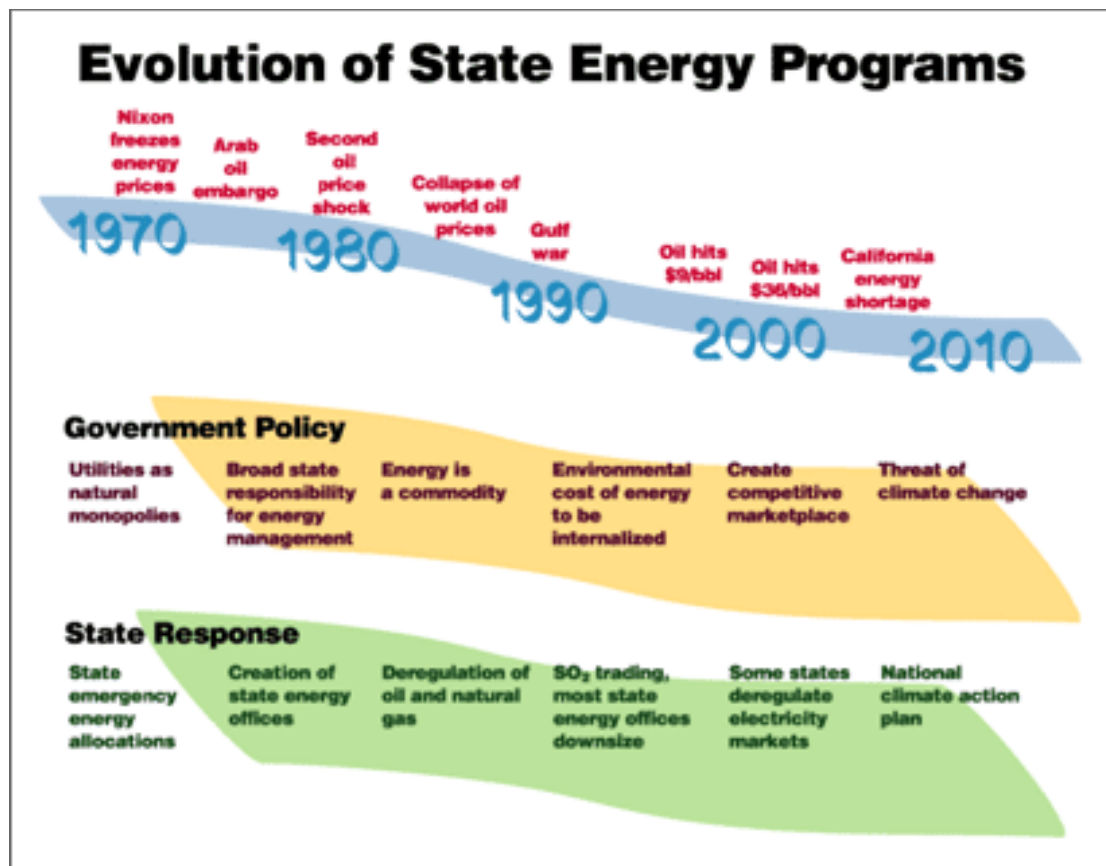 Evolution of State Energy Programs
Nixon
freezes
energy
prices
Arab
oil
embargo
Second
oil
price
shock
Collapse of
world oil
prices
Gulf
war
Oil hits
$9/bbl
Oil hits
$36/bbl
California
energy
shortage
1970
1980
1990
2000
2010
Government Policy
Utilities as
natural
monopolies
Broad state
responsibility
for energy
management
Energy is
a commodity
Environmental
cost of energy
to be
internalized
Create
competitive
marketplace
Threat of
climate change
State Response
State
emergency
energy
allocations
Creation of
state energy
offices
Deregulation of
oil and natural
gas
SO₂ trading,
most state
energy offices
downsize
Some states
deregulate
electricity
markets
National
climate action
plan